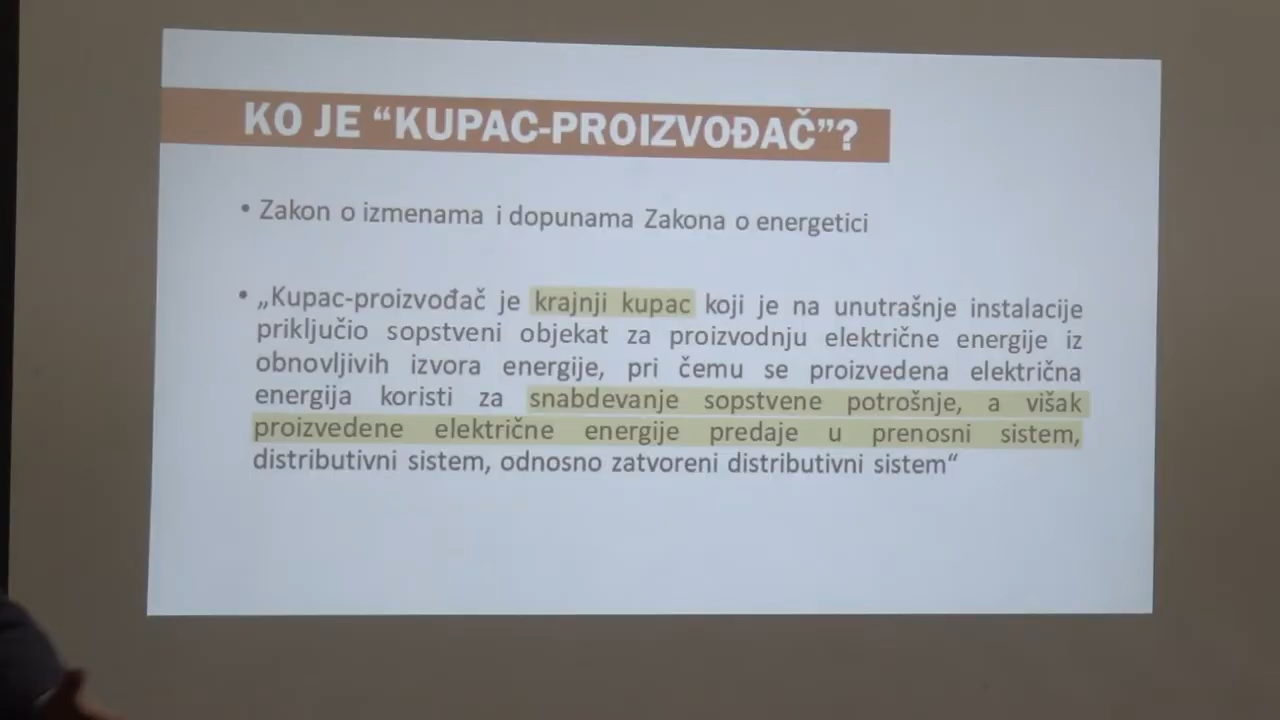 KO JE “KUPAC-PROIZVOĐAČ”?
• Zakon o izmenama i dopunama Zakona o energetici
• „Kupac-proizvođač je krajnji kupac koji je na unutrašnje instalacije
priključio sopstveni objekat za proizvodnju električne energije iz
obnovljivih izvora energije, pri čemu se proizvedena električna
energija koristi za snabdevanje sopstvene potrošnje, a višak
proizvedene električne energije predaje u prenosni sistem,
distributivni sistem, odnosno zatvoreni distributivni sistem“